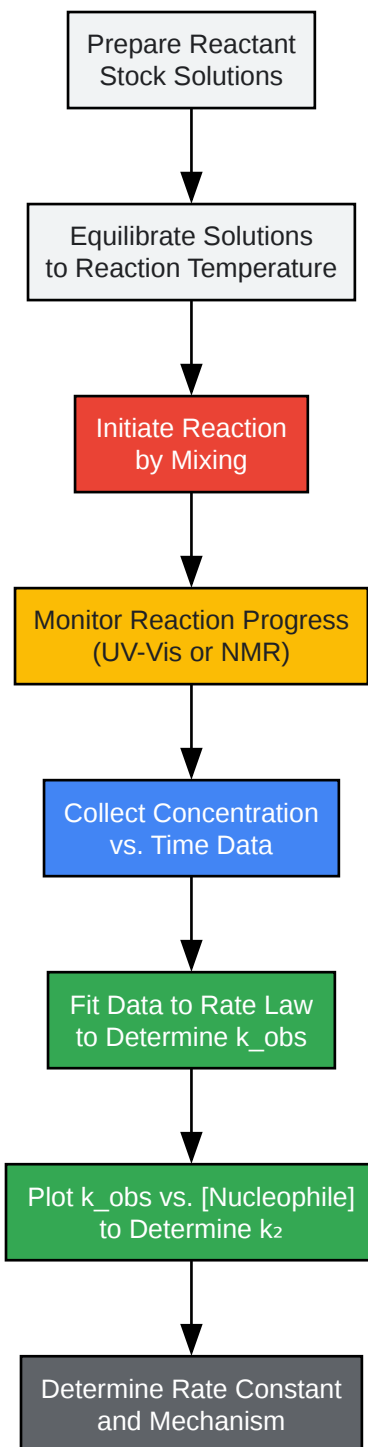 Prepare Reactant
Stock Solutions
Equilibrate Solutions
to Reaction Temperature
Initiate Reaction
by Mixing
Monitor Reaction Progress
(UV-Vis or NMR)
Collect Concentration
vs. Time Data
Fit Data to Rate Law
to Determine k_obs
Plot k_obs vs. [Nucleophile]
to Determine k₂
Determine Rate Constant
and Mechanism